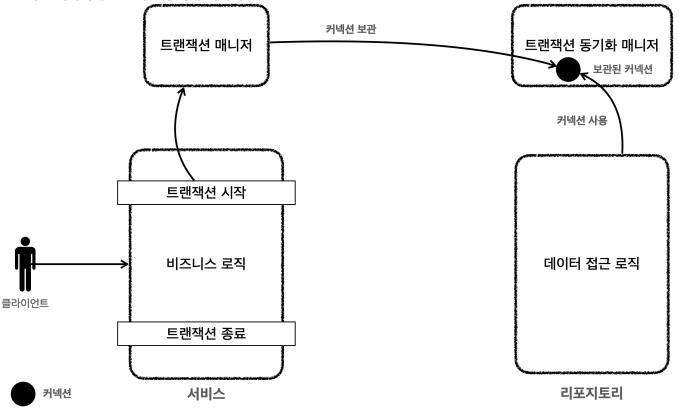 커넥션 보관
트랜잭션 매니저
트랜잭션 동기화 매니저
보관된 커넥션
커넥션 사용
트랜잭션 시작
비즈니스 로직
데이터 접근 로직
클라이언트
트랜잭션 종료
커넥션
서비스
리포지토리